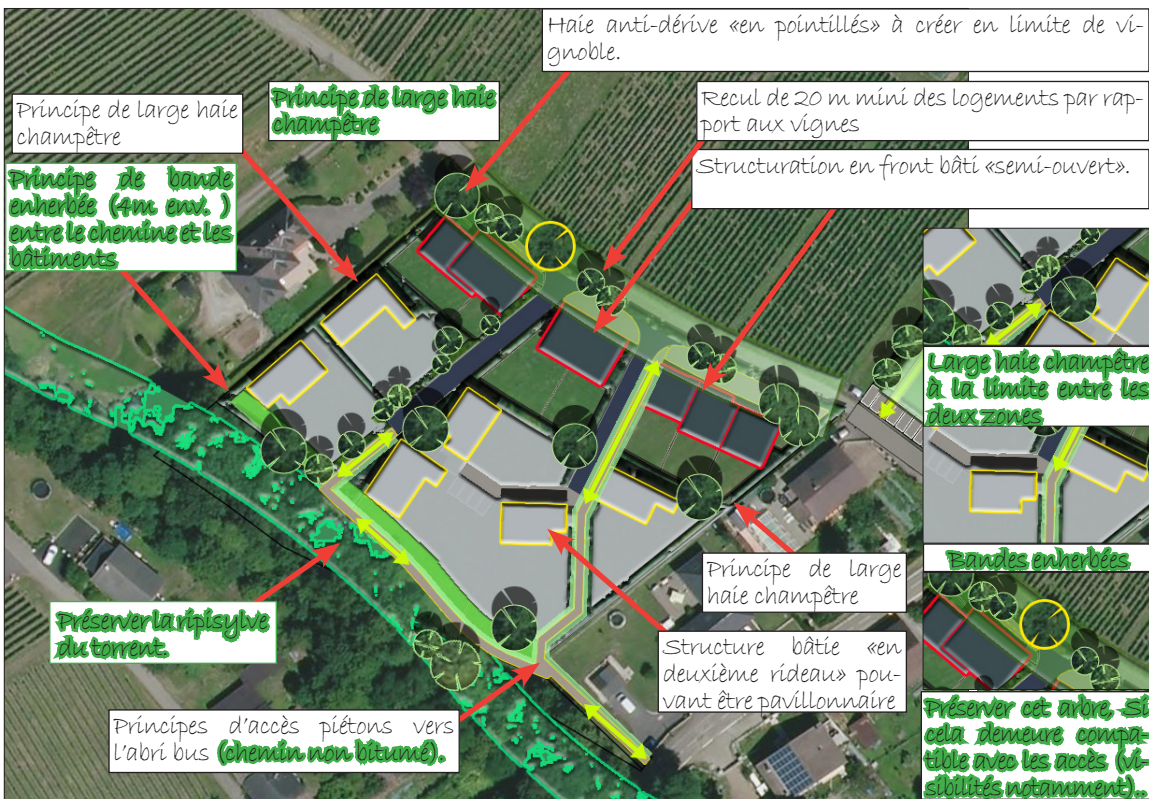 Haie anti-dérive «en pointillés» à créer en limite de vi-
gnoble.
Principe de large haie
champêtre
Principe de large haie
champêtre
Recul de 20 m mini des logements par rap-
port aux vignes
Structuration en front bâti «semi-ouvert».
Principe de bande
enherbée (4m env. )
entre le chemine et les
bâtiments
Large haie champêtre
à la limite entre les
deux zones
Bandes enherbées
Principe de large
haie champêtre
Préserver la ripisylve
du torrent.
Structure bâtie «en
deuxième rideau» pou-
vant être pavillonnaire
Principes d'accès piétons vers
l'abri bus (chemin non bitumé).
Préserver cet arbre, Si
cela demeure compa-
tible avec les accès (vi-
sibilités notamment)..